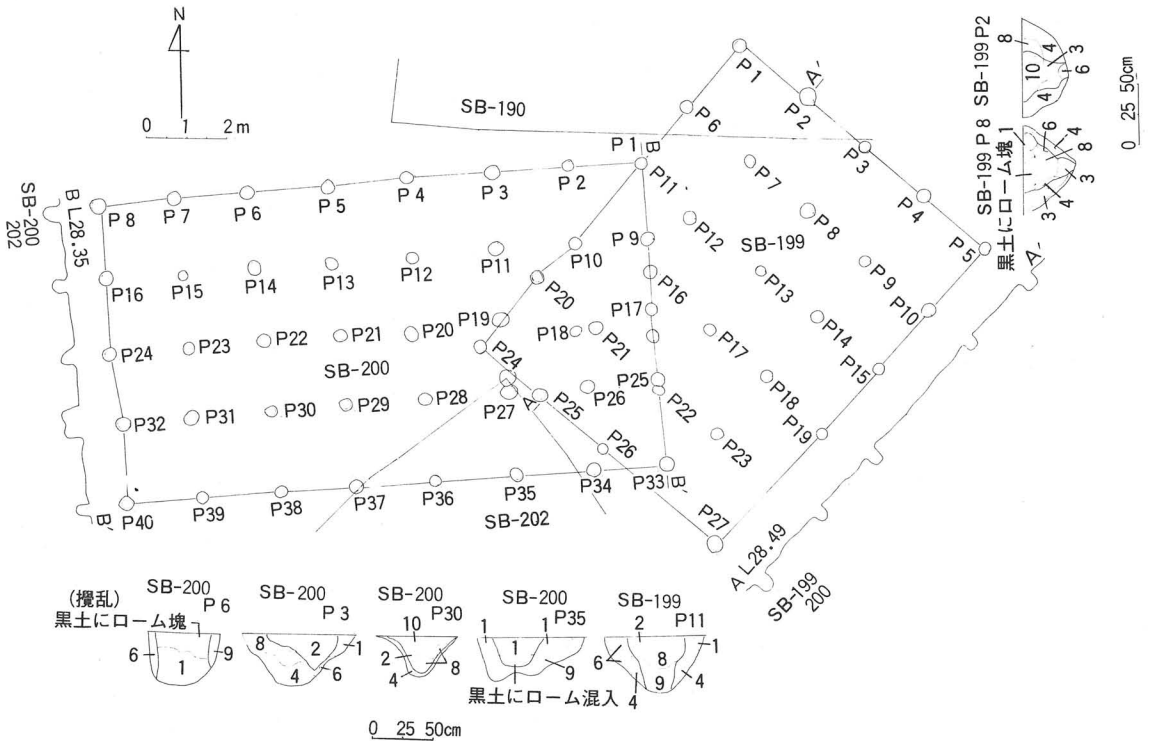 N
0 1 2m
SB-190
P1
A'
P2
P6
P3
P7
P4
P5
P8
P12
SB-199
P9
P10
P13
P14
P15
P17
P18
P19
P23
P27
P1
B
P11
P2
P3
P4
P5
P6
P7
P8
P9
P16
P10
P11
P12
P13
P14
P15
P16
P20
P17
P19
P18
P21
P20
P21
P22
P23
P24
P24
SB-200
P25
P22
P26
P25
A'
P27
P28
P29
P30
P31
P32
P26
P33
B'
P34
P35
P36
P37
P38
P39
P40
SB-202
SB-200
202
B L28.35
B'
A L28.49
A'
SB-199
200
SB-199 P2
8 4 3
10 6
4
SB-199 P8
黒土にローム塊 1
6 4
8
3
4
3
0 25 50cm
SB-200
P6
(攪乱)
黒土にローム塊
6 9
1
SB-200
P3
8 2 1
4 6
SB-200
P30
10
2 8
4
SB-200
P35
1 1
1
9
黒土にローム混入
SB-199
P11
2 1
8
6
9 4
4
0 25 50cm